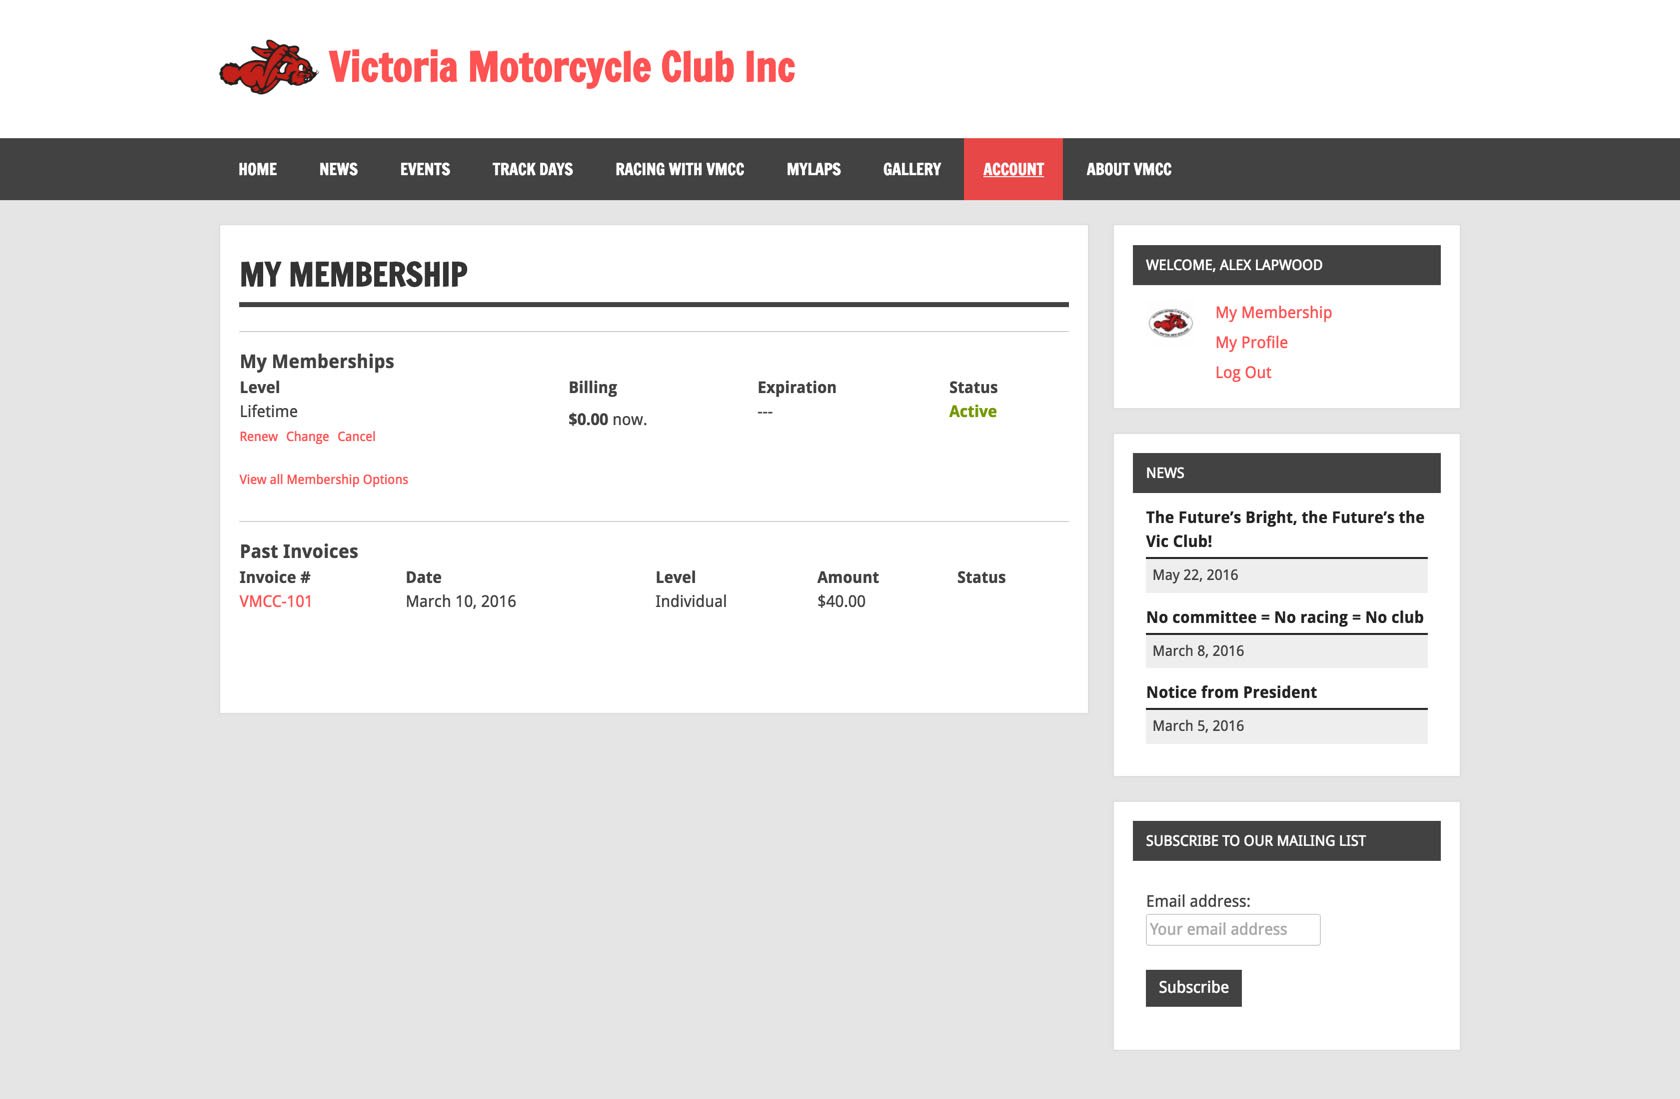 Victoria Motorcycle Club Inc
HOME NEWS EVENTS TRACK DAYS RACING WITH VMCC MYLAPS GALLERY ACCOUNT ABOUT VMCC
MY MEMBERSHIP
My Memberships
Level Billing Expiration Status
Lifetime $0.00 now. --- Active
Renew Change Cancel
View all Membership Options
Past Invoices
Invoice # Date Level Amount Status
VMCC-101 March 10, 2016 Individual $40.00
WELCOME, ALEX LAPWOOD
My Membership
My Profile
Log Out
NEWS
The Future’s Bright, the Future’s the
Vic Club!
May 22, 2016
No committee = No racing = No club
March 8, 2016
Notice from President
March 5, 2016
SUBSCRIBE TO OUR MAILING LIST
Email address:
Your email address
Subscribe